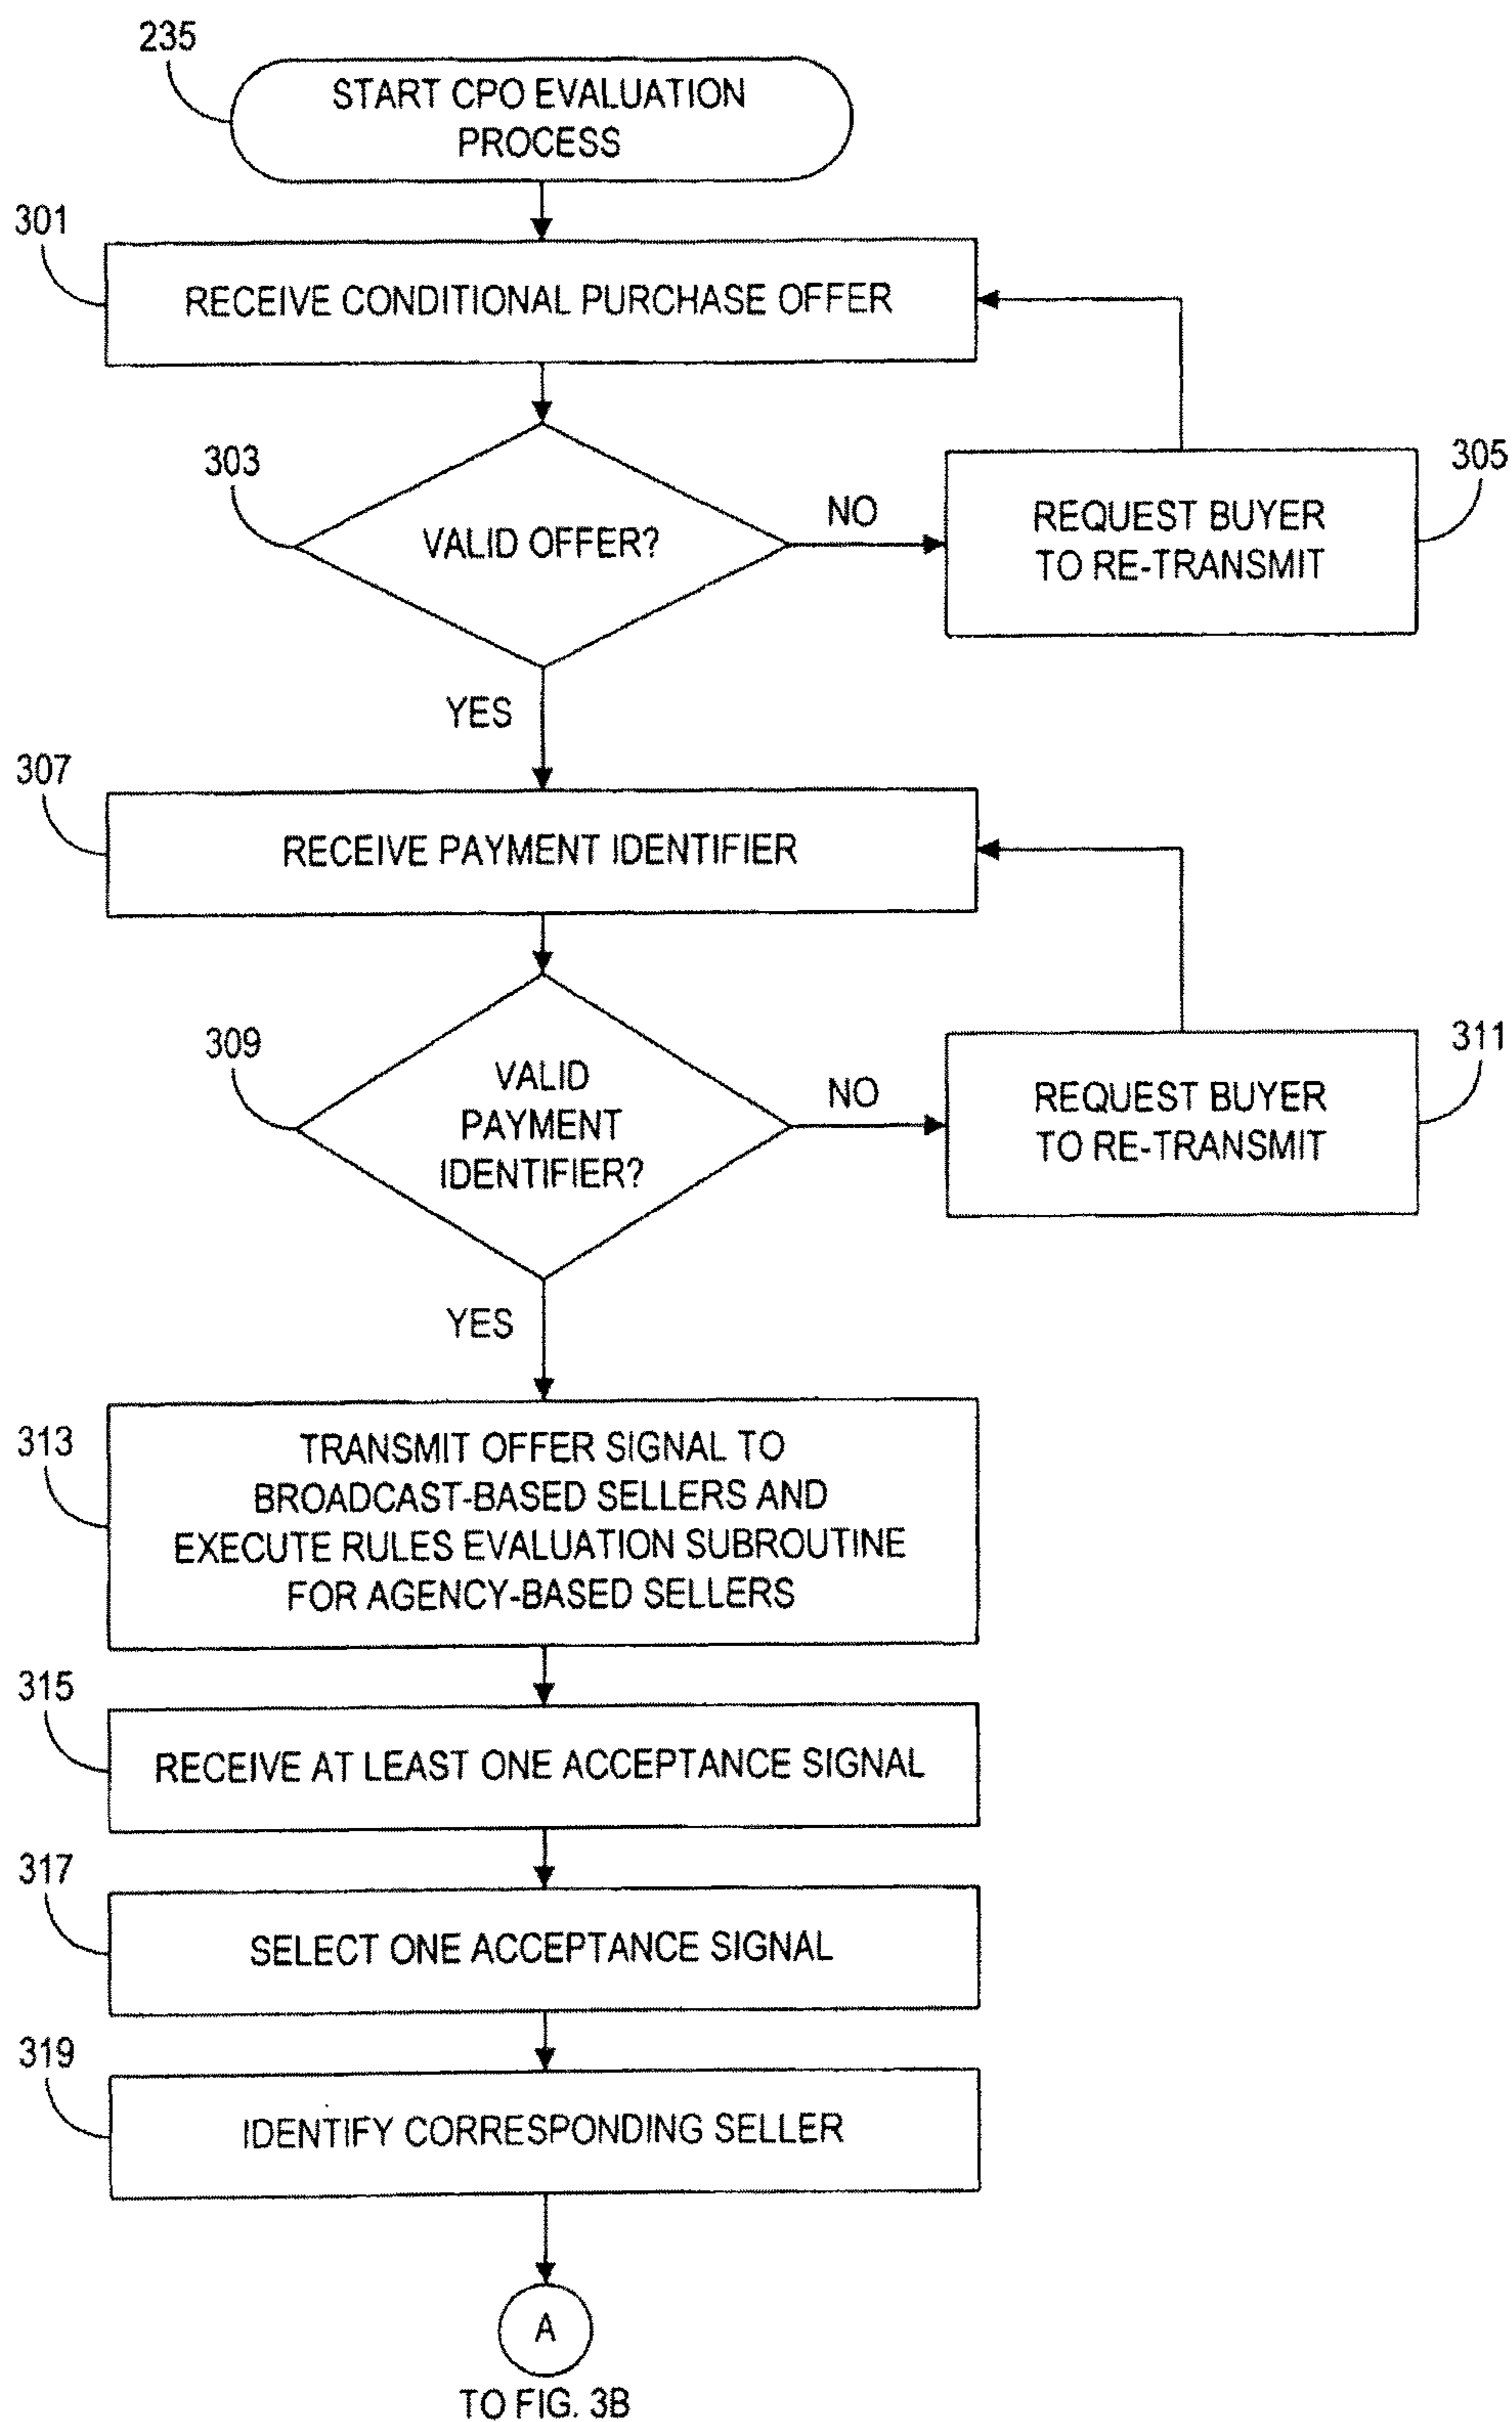 235
START CPO EVALUATION
PROCESS
301
RECEIVE CONDITIONAL PURCHASE OFFER
303
VALID OFFER?
NO
305
REQUEST BUYER
TO RE-TRANSMIT
YES
307
RECEIVE PAYMENT IDENTIFIER
309
VALID
PAYMENT
IDENTIFIER?
NO
311
REQUEST BUYER
TO RE-TRANSMIT
YES
313
TRANSMIT OFFER SIGNAL TO
BROADCAST-BASED SELLERS AND
EXECUTE RULES EVALUATION SUBROUTINE
FOR AGENCY-BASED SELLERS
315
RECEIVE AT LEAST ONE ACCEPTANCE SIGNAL
317
SELECT ONE ACCEPTANCE SIGNAL
319
IDENTIFY CORRESPONDING SELLER
A
TO FIG. 3B